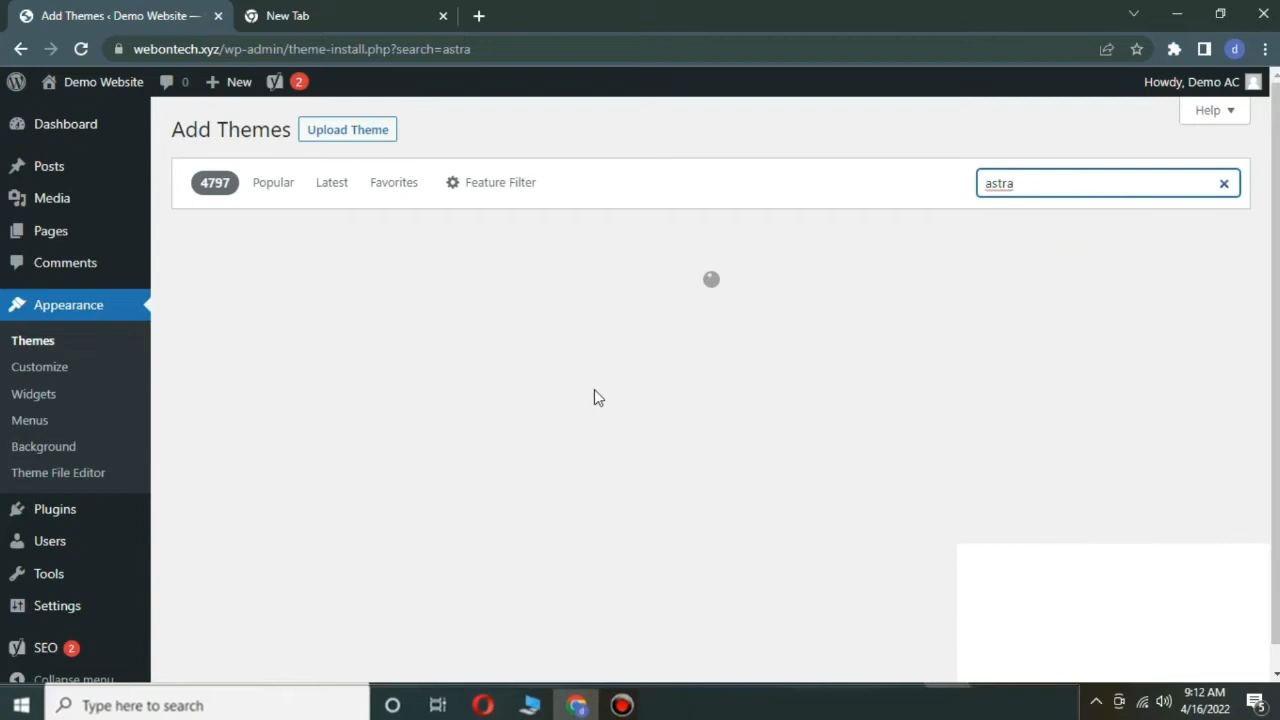 Add Themes ‹ Demo Website —
New Tab
webontech.xyz/wp-admin/theme-install.php?search=astra
d
Demo Website
0
New
2
Howdy, Demo AC
Help
Dashboard
Posts
Media
Pages
Comments
Appearance
Themes
Customize
Widgets
Menus
Background
Theme File Editor
Plugins
Users
Tools
Settings
SEO 2
Collapse menu
Add Themes
Upload Theme
4797
Popular
Latest
Favorites
Feature Filter
astra
Type here to search
9:12 AM
4/16/2022
5